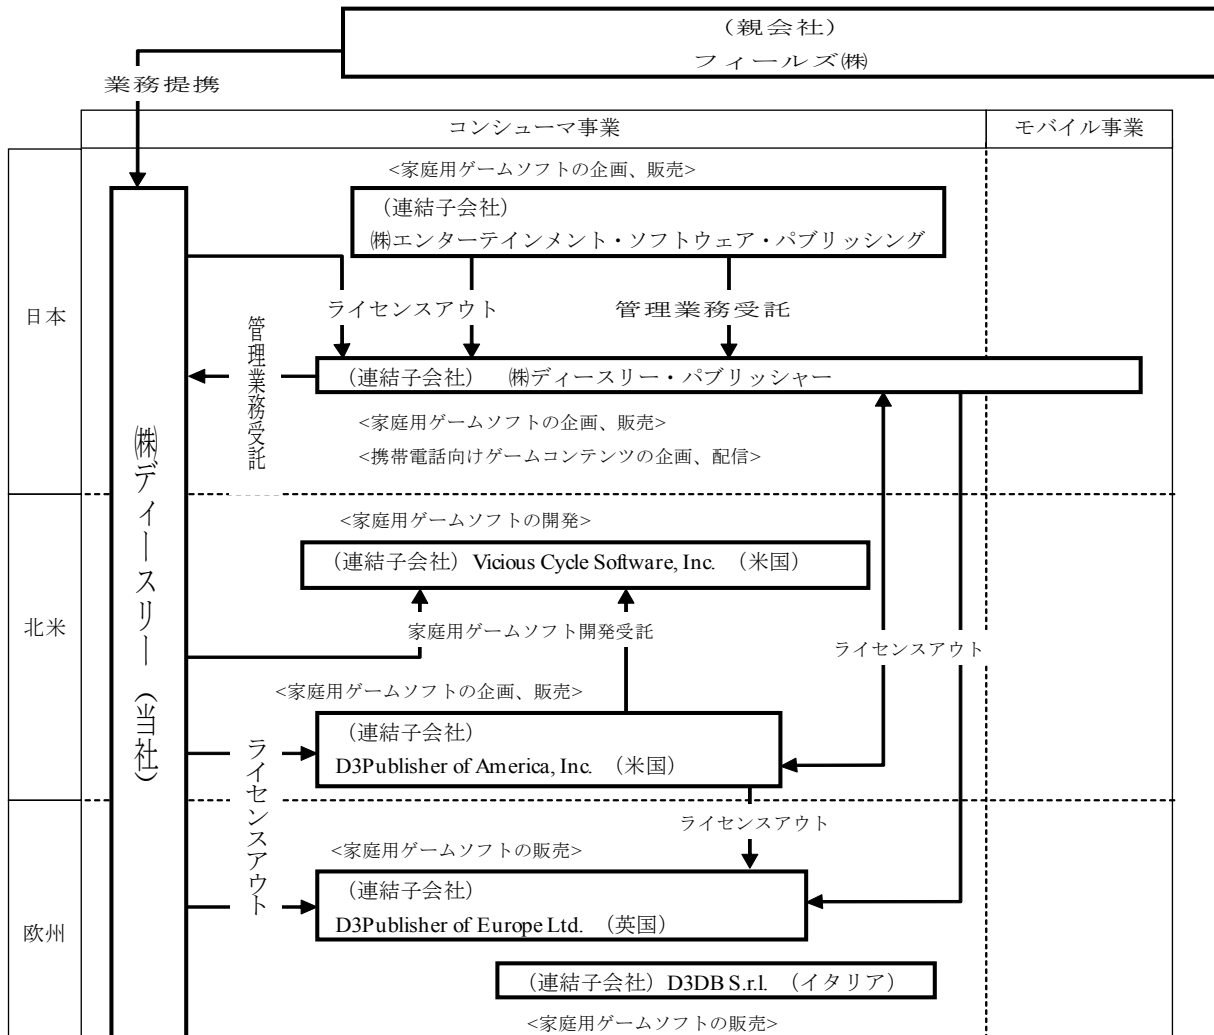 （親会社）
フィールズ㈱
業務提携
コンシューマ事業
モバイル事業
日本
<家庭用ゲームソフトの企画、販売>
（連結子会社）
㈱エンターテインメント・ソフトウェア・パブリッシング
ライセンスアウト
管理業務受託
管理業務受託
（連結子会社）　㈱ディースリー・パブリッシャー
<家庭用ゲームソフトの企画、販売>
<携帯電話向けゲームコンテンツの企画、配信>
㈱ディースリー（当社）
北米
<家庭用ゲームソフトの開発>
（連結子会社）Vicious Cycle Software, Inc. （米国）
家庭用ゲームソフト開発受託
ライセンスアウト
<家庭用ゲームソフトの企画、販売>
（連結子会社）
D3Publisher of America, Inc. （米国）
ライセンスアウト
ライセンスアウト
欧州
<家庭用ゲームソフトの販売>
（連結子会社）
D3Publisher of Europe Ltd. （英国）
（連結子会社）D3DB S.r.l. （イタリア）
<家庭用ゲームソフトの販売>